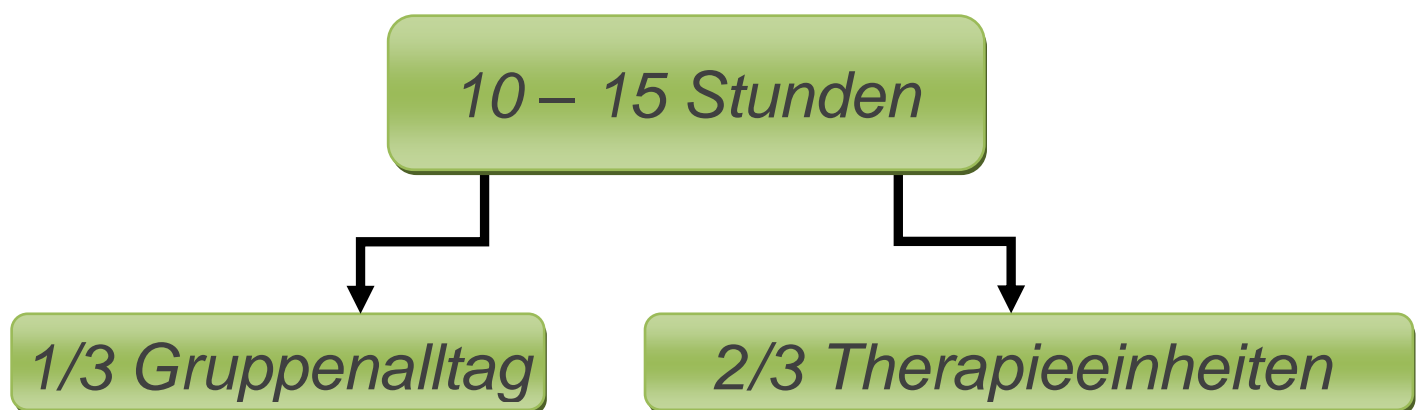 10 – 15 Stunden
1/3 Gruppenalltag
2/3 Therapieeinheiten